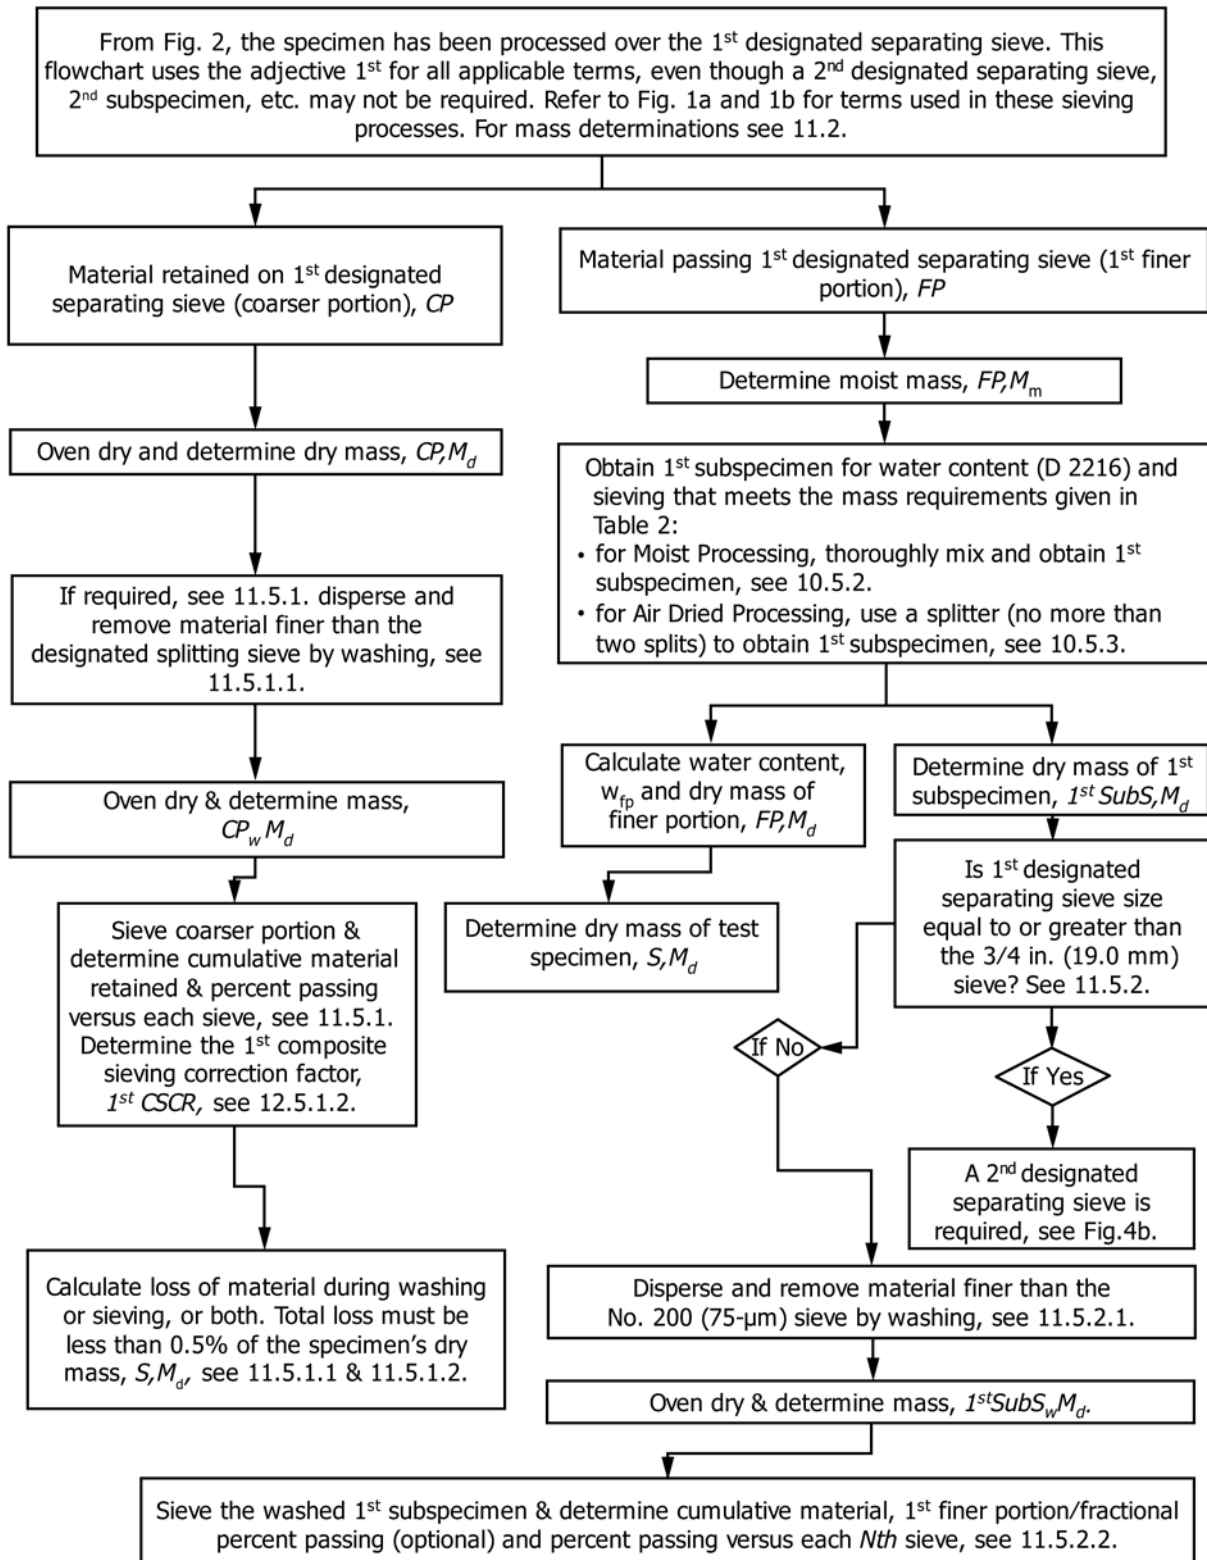 From Fig. 2, the specimen has been processed over the 1st designated separating sieve. This
flowchart uses the adjective 1st for all applicable terms, even though a 2nd designated separating sieve,
2nd subspecimen, etc. may not be required. Refer to Fig. 1a and 1b for terms used in these sieving
processes. For mass determinations see 11.2.
Material retained on 1st designated
separating sieve (coarser portion), CP
Oven dry and determine dry mass, CP,Md
If required, see 11.5.1. disperse and
remove material finer than the
designated splitting sieve by washing, see
11.5.1.1.
Oven dry & determine mass,
CPw Md
Sieve coarser portion &
determine cumulative material
retained & percent passing
versus each sieve, see 11.5.1.
Determine the 1st composite
sieving correction factor,
1st CSCR, see 12.5.1.2.
Calculate loss of material during washing
or sieving, or both. Total loss must be
less than 0.5% of the specimen's dry
mass, S,Md, see 11.5.1.1 & 11.5.1.2.
Material passing 1st designated separating sieve (1st finer
portion), FP
Determine moist mass, FP,Mm
Obtain 1st subspecimen for water content (D 2216) and
sieving that meets the mass requirements given in
Table 2:
• for Moist Processing, thoroughly mix and obtain 1st
subspecimen, see 10.5.2.
• for Air Dried Processing, use a splitter (no more than
two splits) to obtain 1st subspecimen, see 10.5.3.
Calculate water content,
wfp and dry mass of
finer portion, FP,Md
Determine dry mass of test
specimen, S,Md
Determine dry mass of 1st
subspecimen, 1st SubS,Md
Is 1st designated
separating sieve size
equal to or greater than
the 3/4 in. (19.0 mm)
sieve? See 11.5.2.
If No
If Yes
A 2nd designated
separating sieve is
required, see Fig.4b.
Disperse and remove material finer than the
No. 200 (75-µm) sieve by washing, see 11.5.2.1.
Oven dry & determine mass, 1stSubSwMd.
Sieve the washed 1st subspecimen & determine cumulative material, 1st finer portion/fractional
percent passing (optional) and percent passing versus each Nth sieve, see 11.5.2.2.